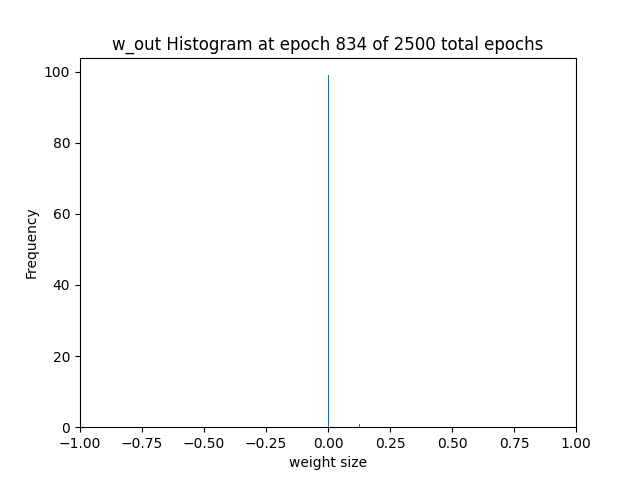 w_out Histogram at epoch 834 of 2500 total epochs
Frequency
100
80
60
40
20
0
−1.00 −0.75 −0.50 −0.25 0.00 0.25 0.50 0.75 1.00
weight size